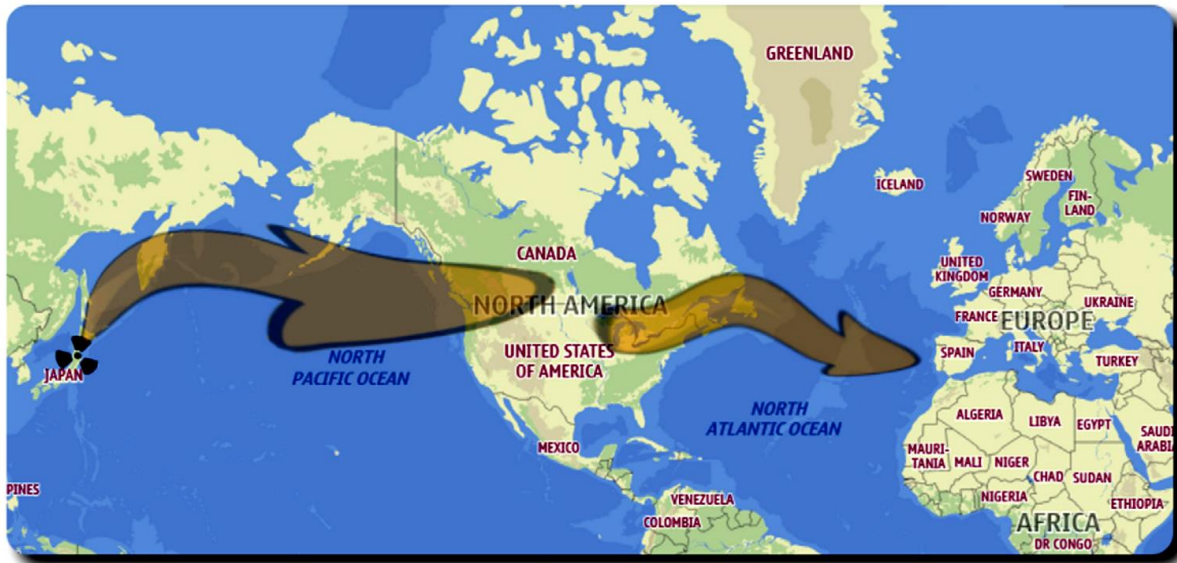 GREENLAND
ICELAND
SWEDEN
FIN-
LAND
NORWAY
CANADA
UNITED
KINGDOM
GERMANY
NORTH AMERICA
UKRAINE
FRANCE
EUROPE
ITALY
SPAIN
TURKEY
UNITED STATES
OF AMERICA
JAPAN
NORTH
PACIFIC OCEAN
NORTH
ATLANTIC OCEAN
ALGERIA
LIBYA
EGYPT
SAUDI
ARABIA
MEXICO
MAURI-
TANIA
MALI
NIGER
CHAD
SUDAN
PINES
VENEZUELA
NIGERIA
ETHIOPIA
COLOMBIA
AFRICA
DR CONGO